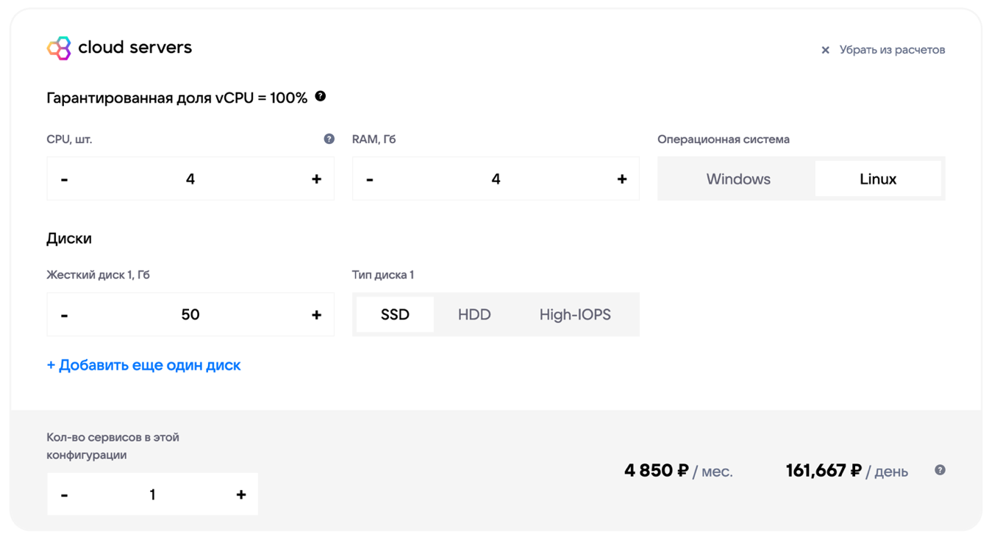 cloud servers
× Убрать из расчетов
Гарантированная доля vCPU = 100% ?
CPU, шт. ?
RAM, Гб
Операционная система
- 4 +
- 4 +
Windows Linux
Диски
Жесткий диск 1, Гб
Тип диска 1
- 50 +
SSD HDD High-IOPS
+ Добавить еще один диск
Кол-во сервисов в этой
конфигурации
- 1 +
4 850 ₽ / мес.
161,667 ₽ / день ?